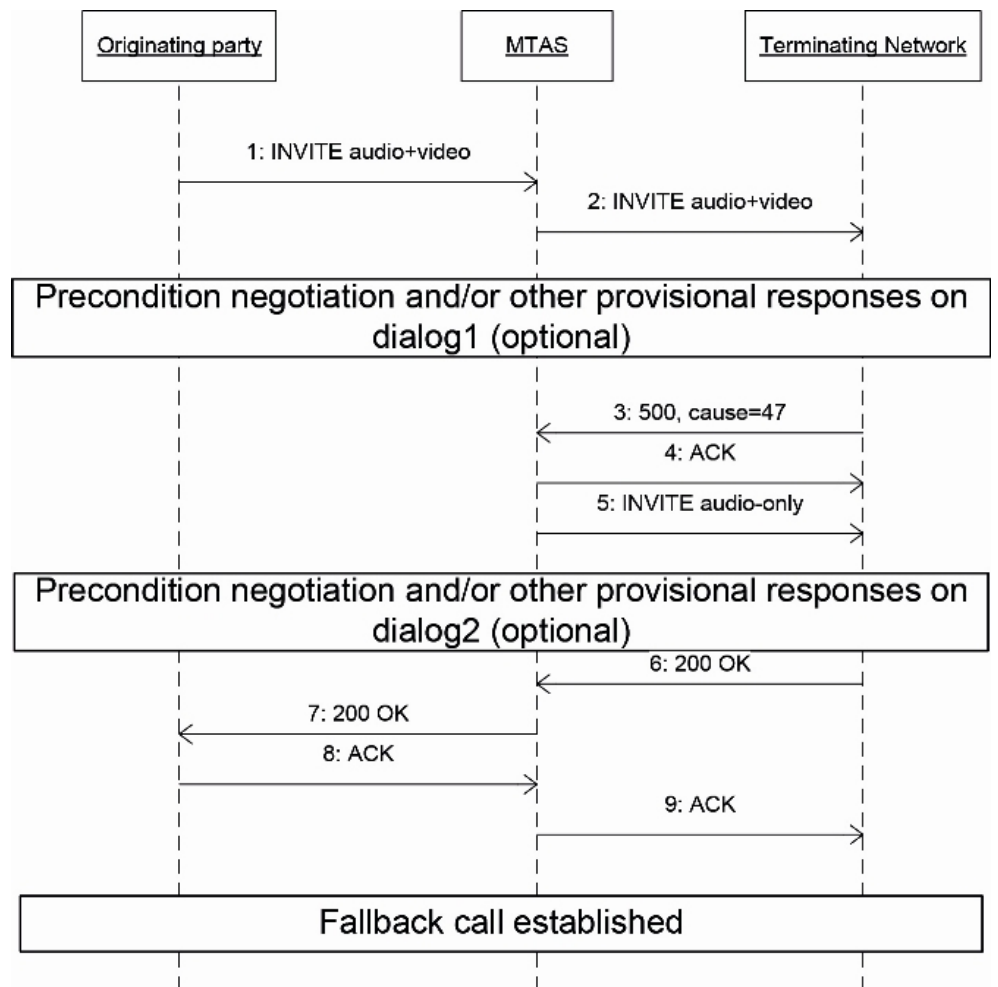 Originating party
MTAS
Terminating Network
1: INVITE audio+video
2: INVITE audio+video
Precondition negotiation and/or other provisional responses on
dialog1 (optional)
3: 500, cause=47
4: ACK
5: INVITE audio-only
Precondition negotiation and/or other provisional responses on
dialog2 (optional)
6: 200 OK
7: 200 OK
8: ACK
9: ACK
Fallback call established